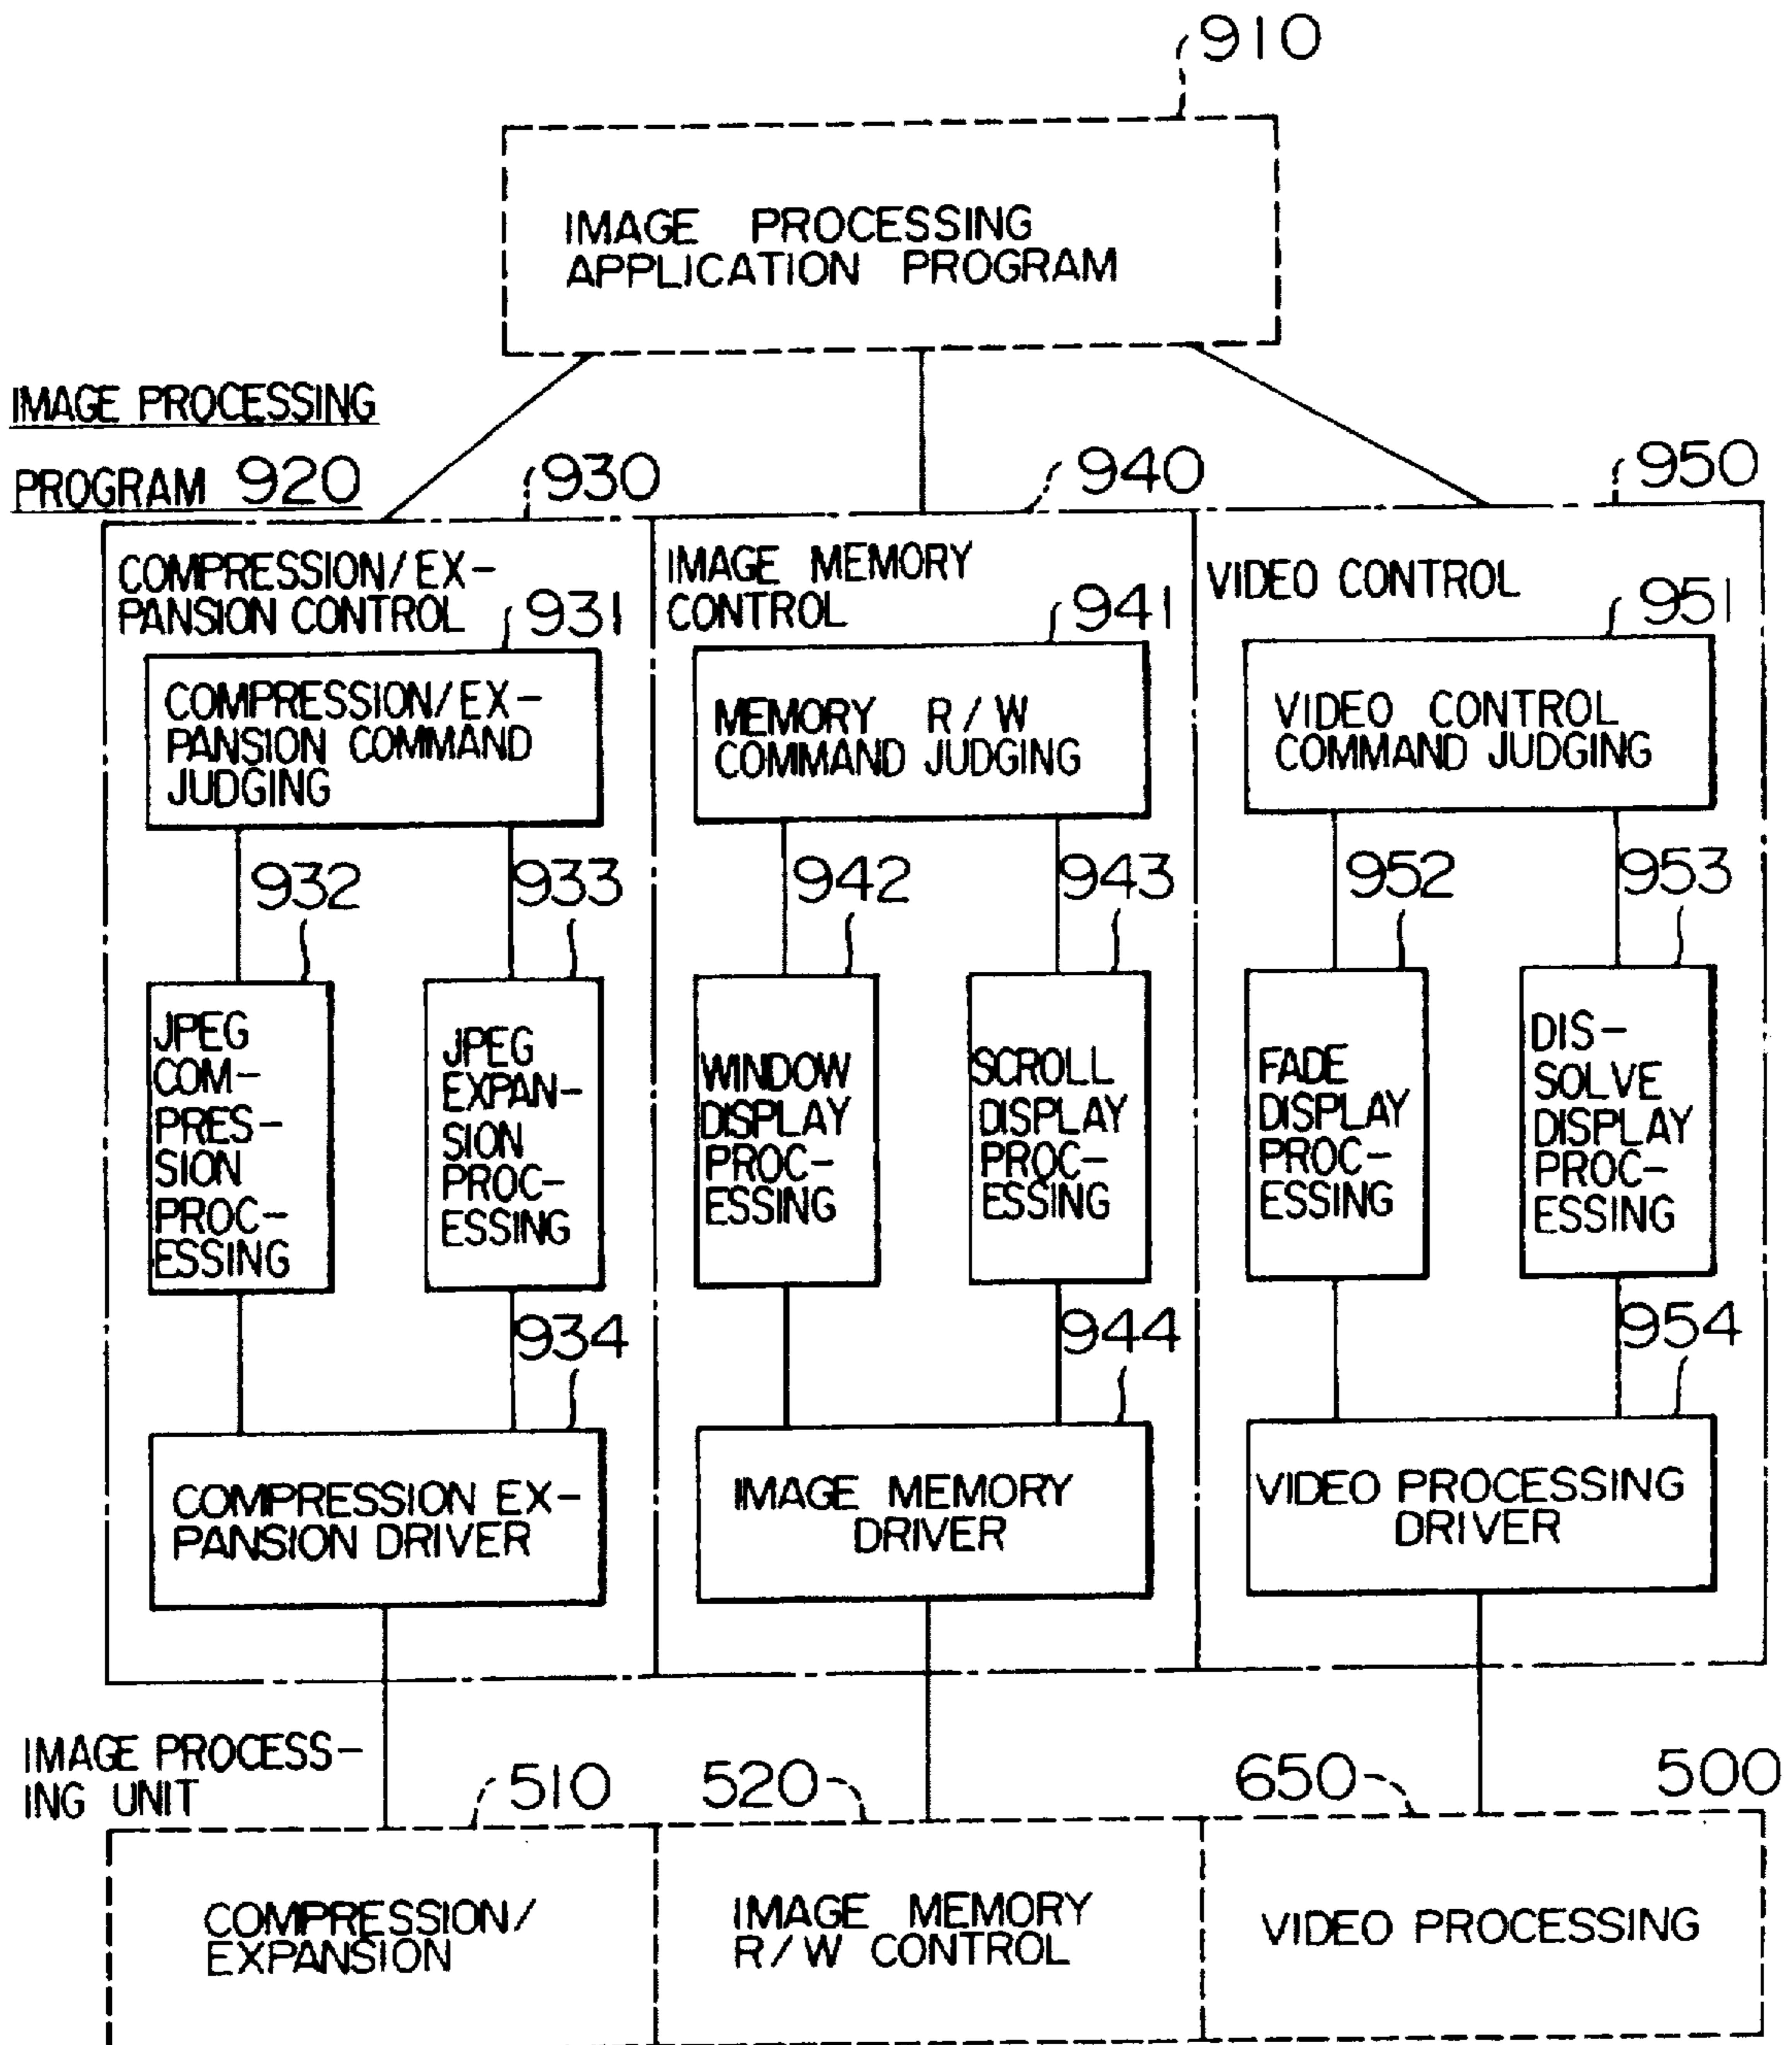 910
IMAGE PROCESSING
APPLICATION PROGRAM
IMAGE PROCESSING
PROGRAM 920
930
940
950
COMPRESSION/EX-
PANSION CONTROL
931
COMPRESSION/EX-
PANSION COMMAND
JUDGING
932
933
JPEG
COM-
PRES-
SION
PROC-
ESSING
JPEG
EXPAN-
SION
PROC-
ESSING
934
COMPRESSION EX-
PANSION DRIVER
IMAGE MEMORY
CONTROL
941
MEMORY R/W
COMMAND JUDGING
942
943
WINDOW
DISPLAY
PROC-
ESSING
SCROLL
DISPLAY
PROC-
ESSING
944
IMAGE MEMORY
DRIVER
VIDEO CONTROL
951
VIDEO CONTROL
COMMAND JUDGING
952
953
FADE
DISPLAY
PROC-
ESSING
DIS-
SOLVE
DISPLAY
PROC-
ESSING
954
VIDEO PROCESSING
DRIVER
IMAGE PROCESS-
ING UNIT
510
520
650
500
COMPRESSION/
EXPANSION
IMAGE MEMORY
R/W CONTROL
VIDEO PROCESSING